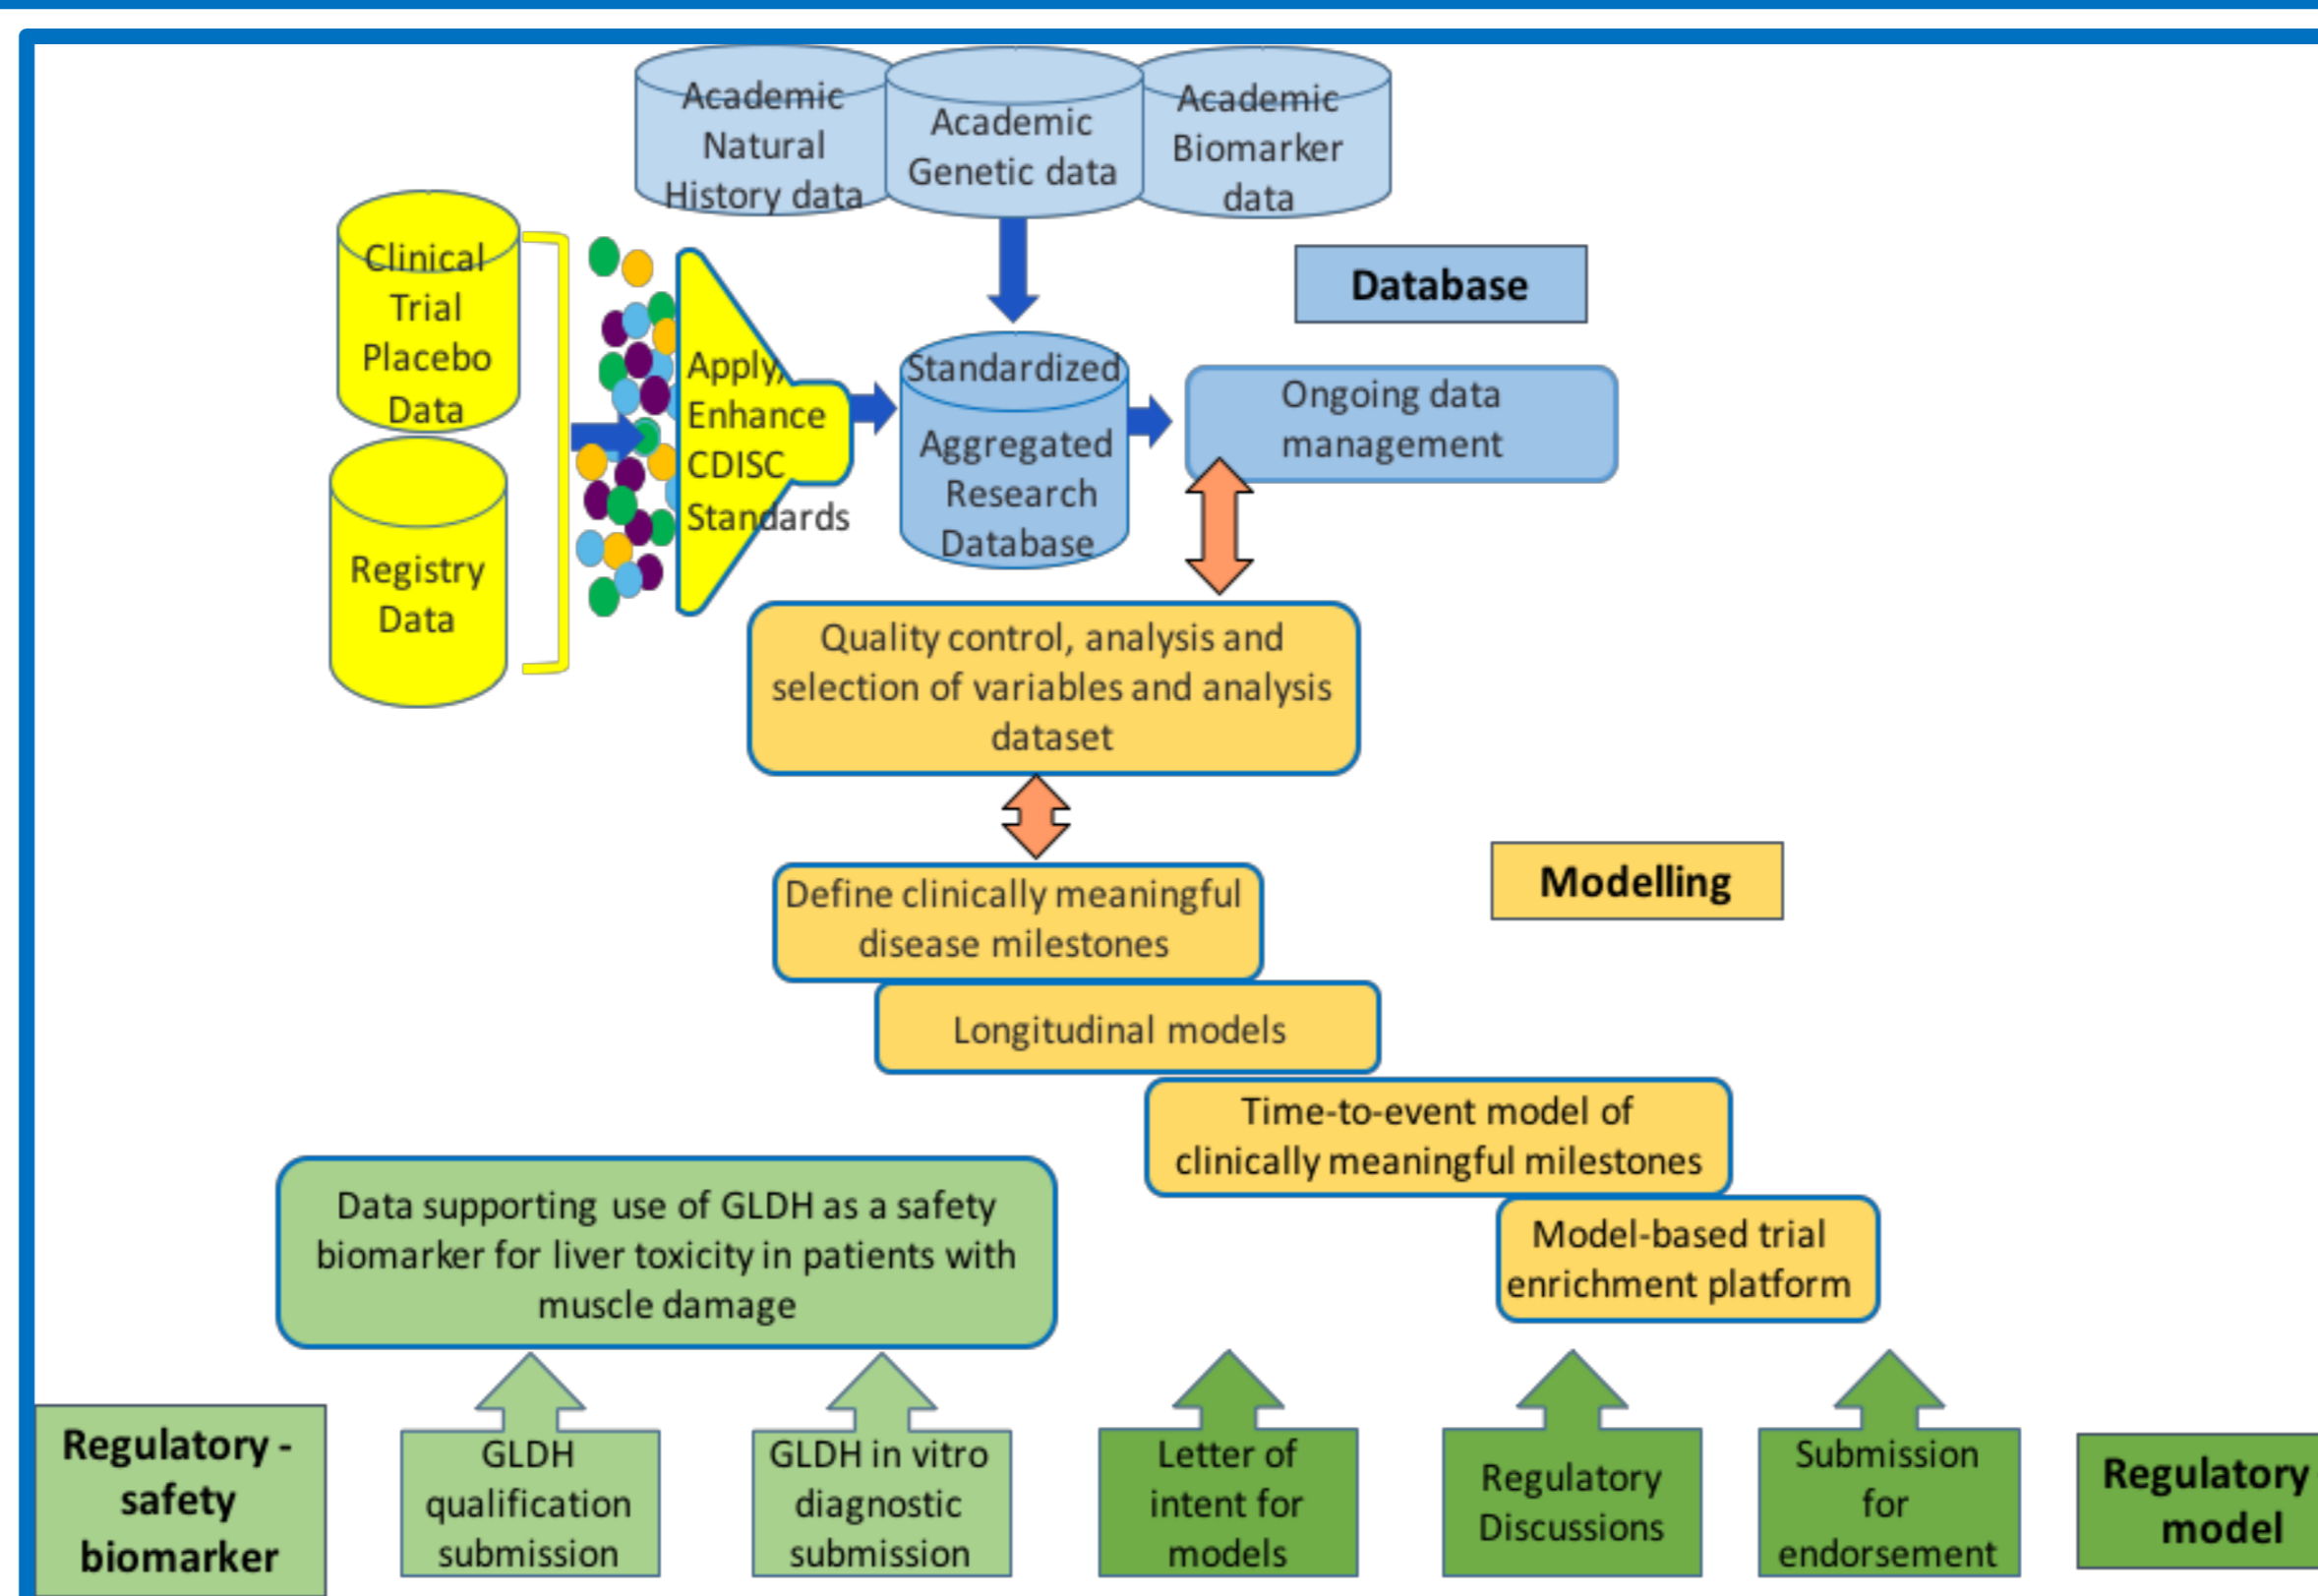 Academic
Natural
History data
Academic
Genetic data
Academic
Biomarker
data
Clinical
Trial
Placebo
Data
Registry
Data
Apply/
Enhance
CDISC
Standards
Standardized
Aggregated
Research
Database
Database
Ongoing data
management
Quality control, analysis and
selection of variables and analysis
dataset
Define clinically meaningful
disease milestones
Modelling
Longitudinal models
Time-to-event model of
clinically meaningful milestones
Model-based trial
enrichment platform
Data supporting use of GLDH as a safety
biomarker for liver toxicity in patients with
muscle damage
Regulatory -
safety
biomarker
GLDH
qualification
submission
GLDH in vitro
diagnostic
submission
Letter of
intent for
models
Regulatory
Discussions
Submission
for
endorsement
Regulatory
model